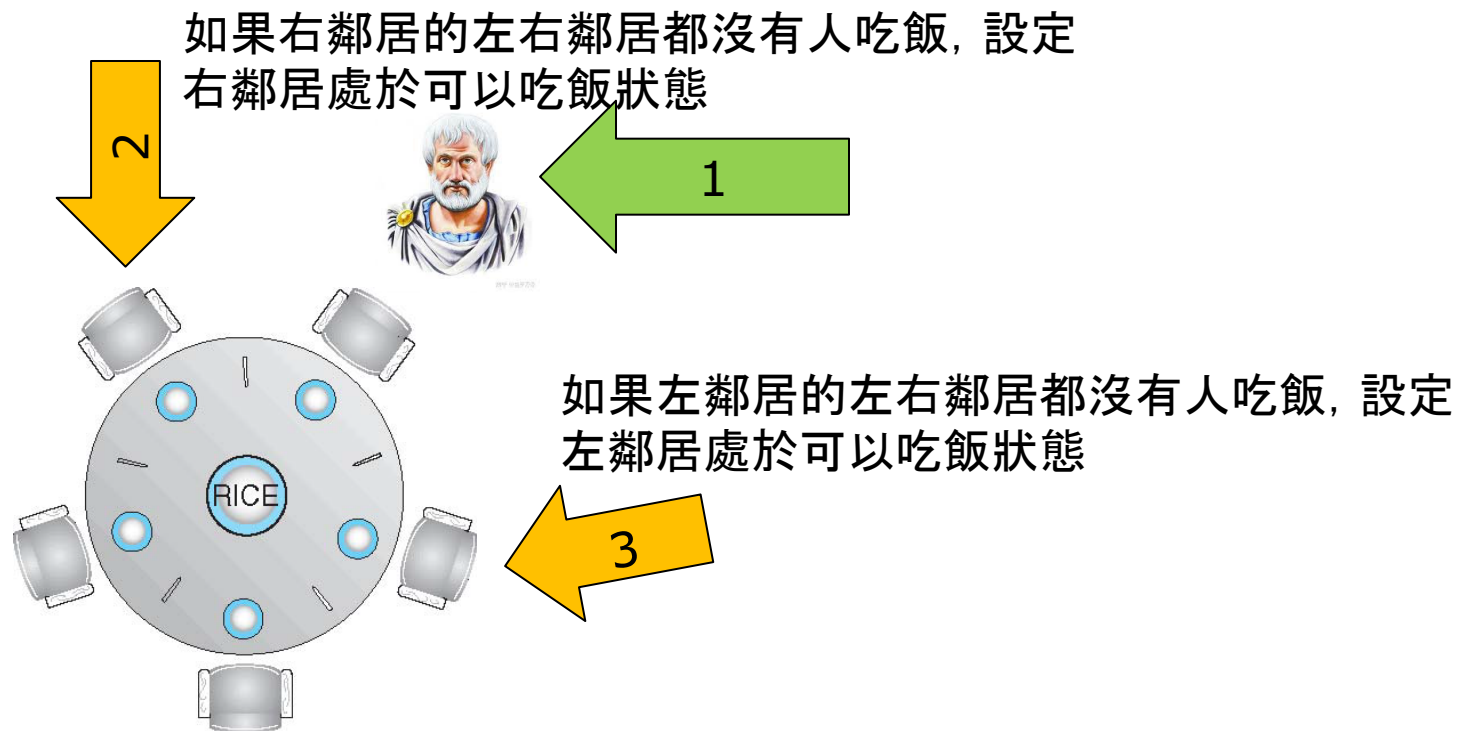 如果右鄰居的左右鄰居都沒有人吃飯, 設定
右鄰居處於可以吃飯狀態
2
1
如果左鄰居的左右鄰居都沒有人吃飯, 設定
左鄰居處於可以吃飯狀態
RICE
3